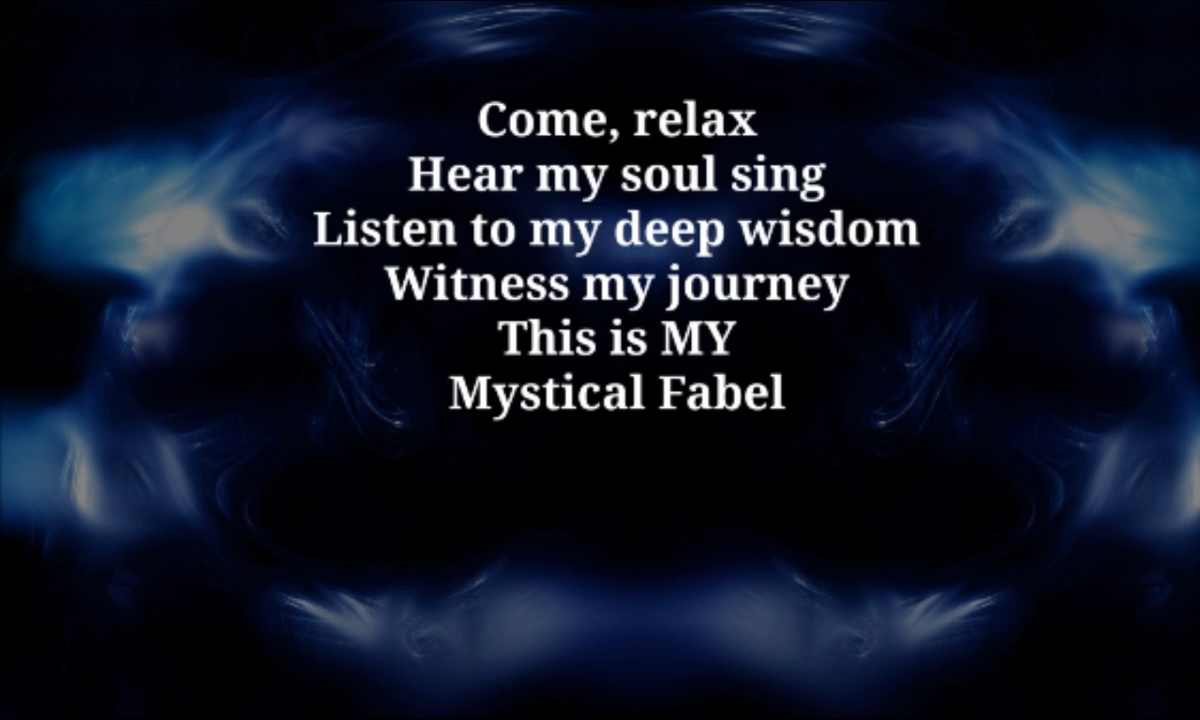 Come, relax
Hear my soul sing
Listen to my deep wisdom
Witness my journey
This is MY
Mystical Fabel